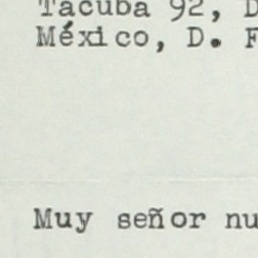 Tacuba 92, D
México, D. F
Muy señor nu